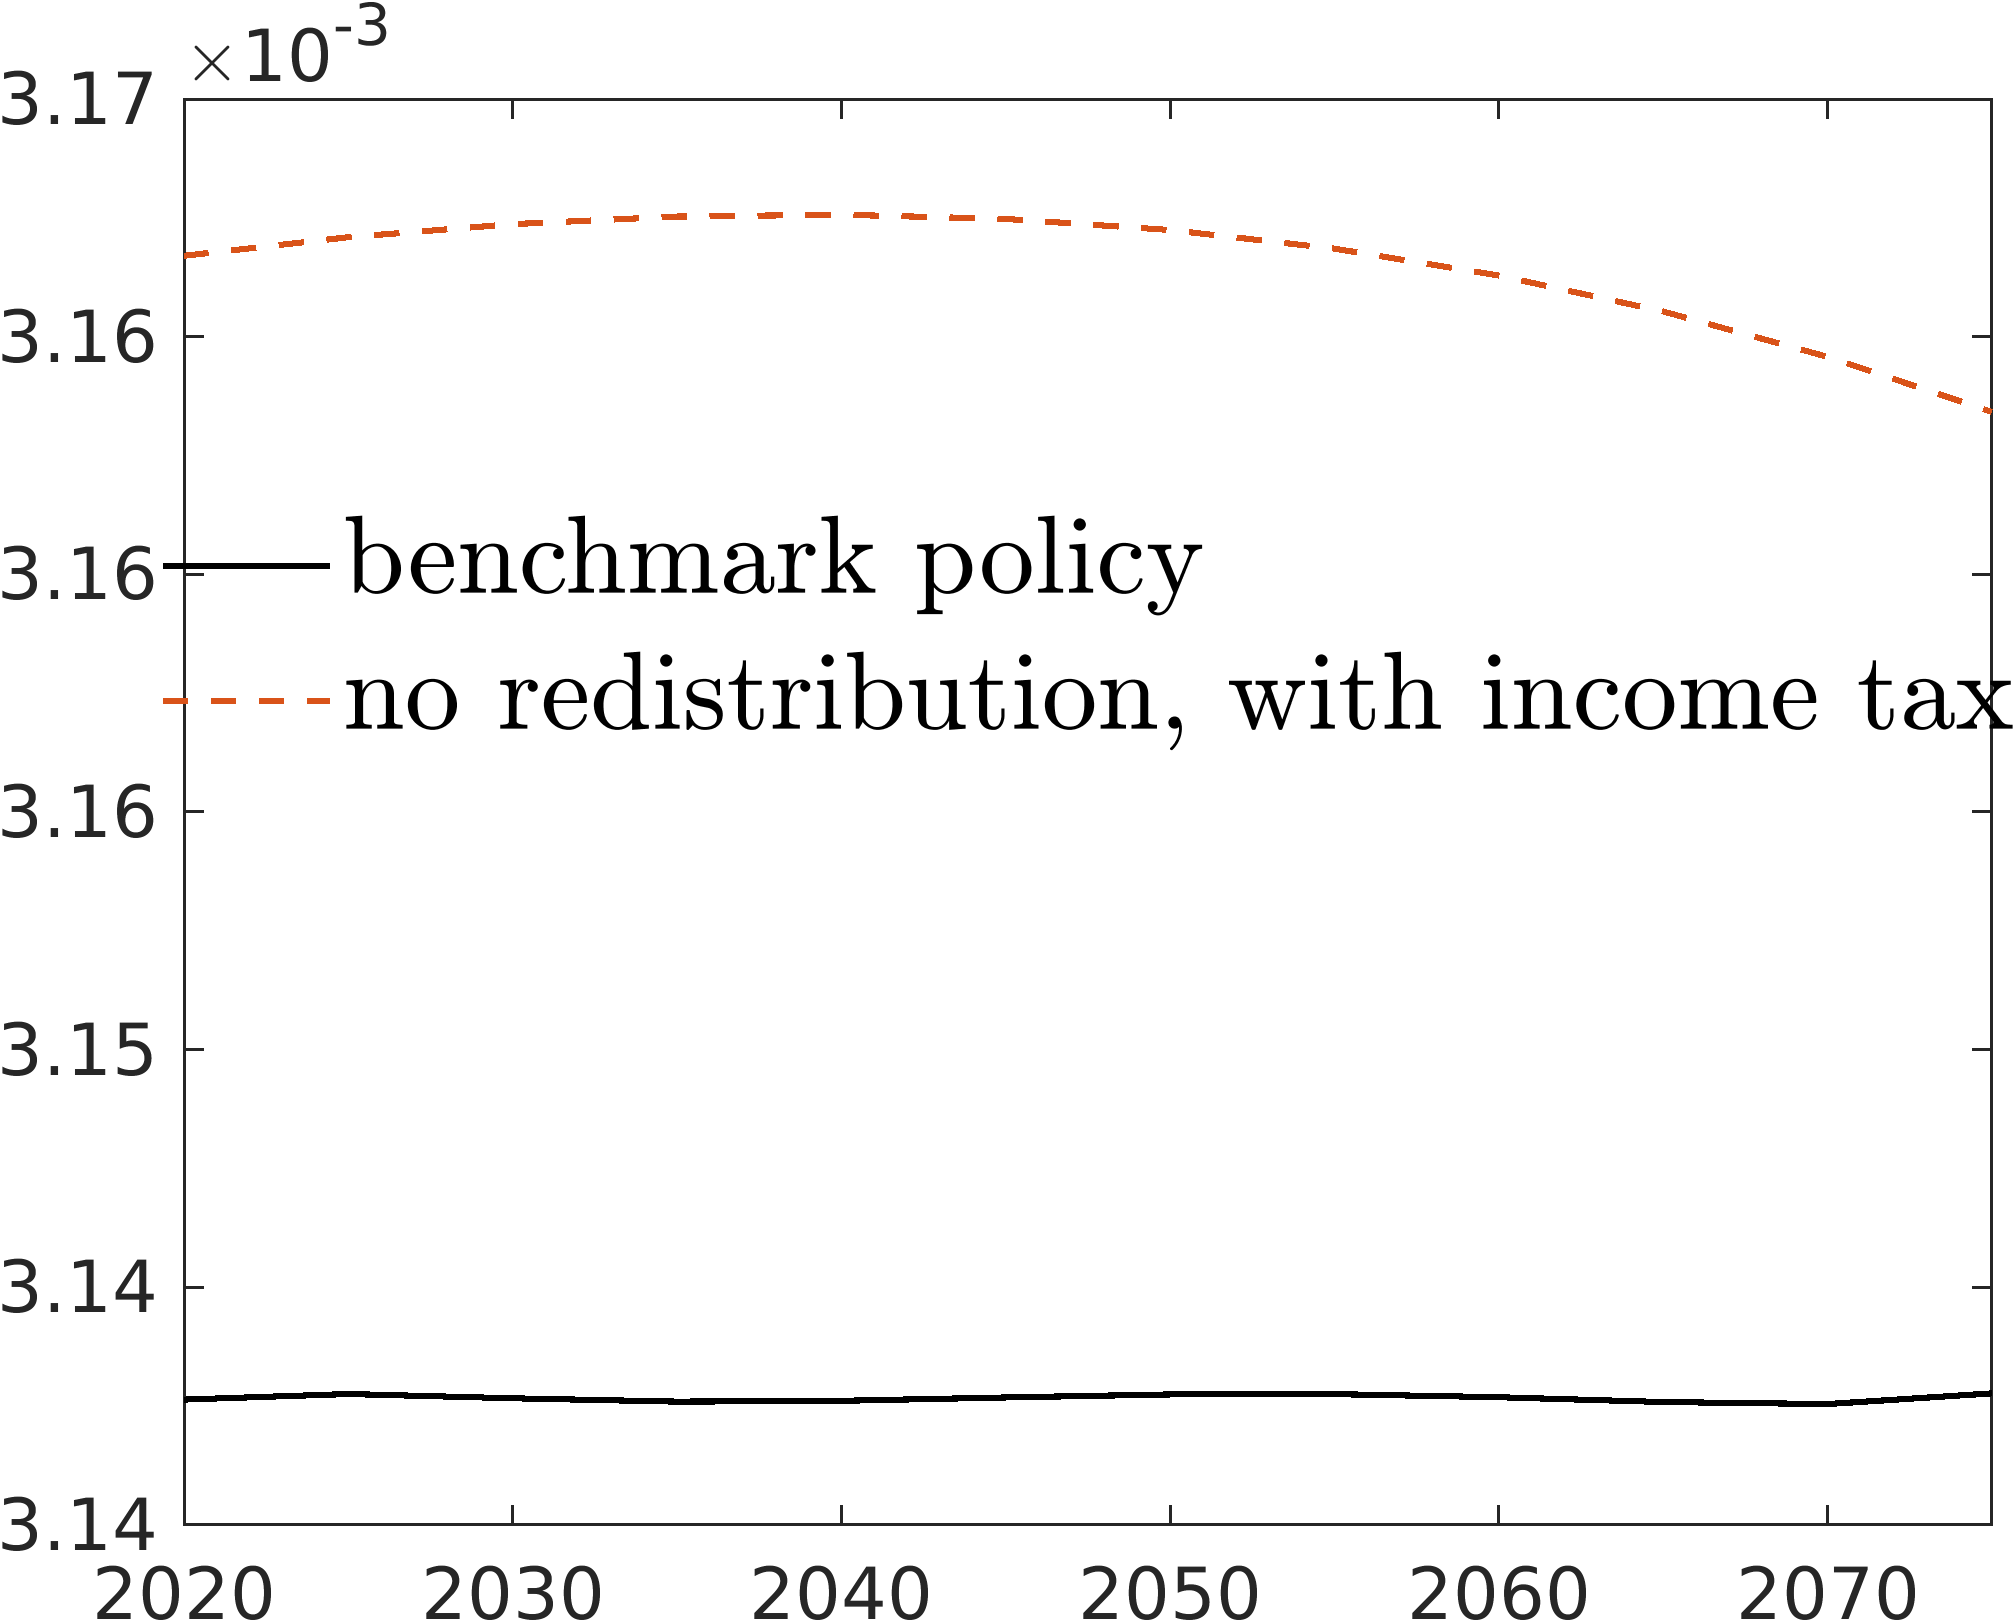 ×10-3
3.17
3.16
3.16
benchmark policy
no redistribution, with income tax
3.16
3.15
3.14
3.14
2020 2030 2040 2050 2060 2070